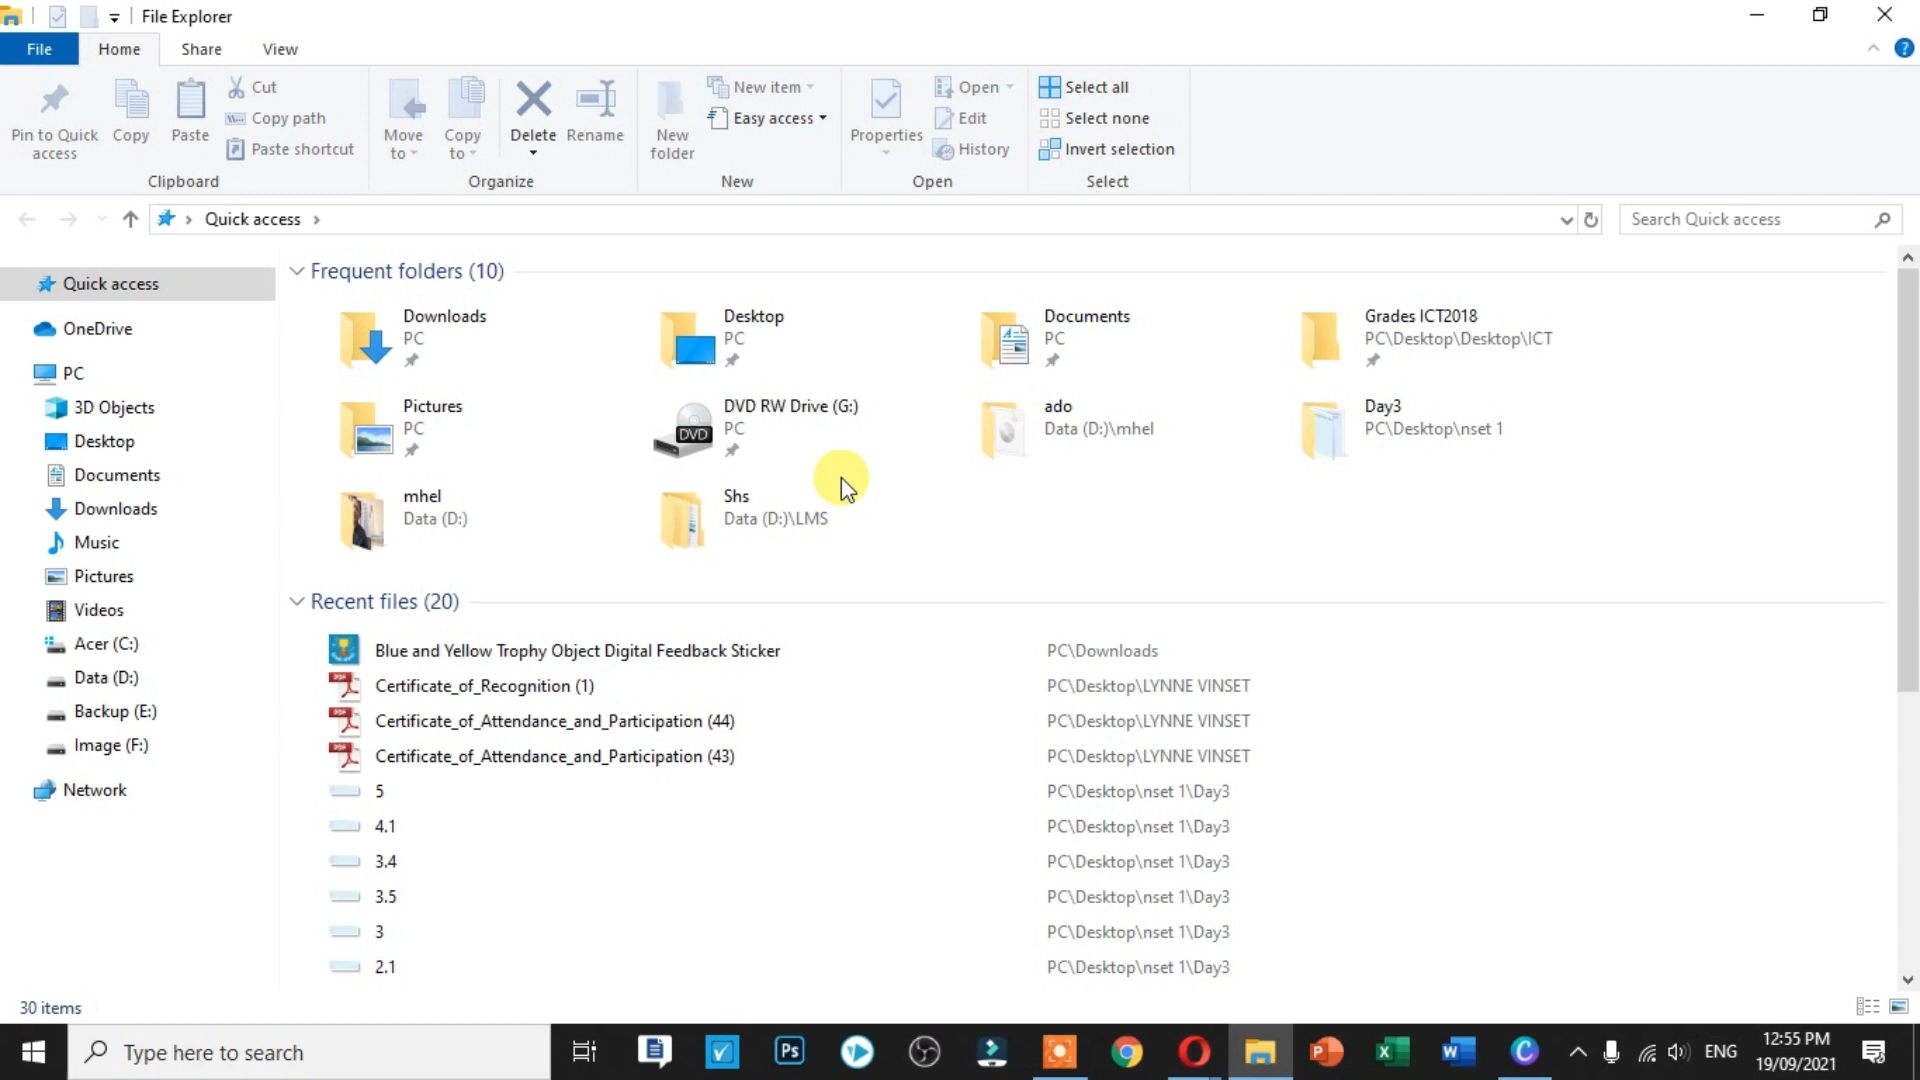 File Explorer
File Home Share View
Pin to Quick access
Copy
Paste
Cut
Copy path
Paste shortcut
Clipboard
Move to
Copy to
Delete
Rename
Organize
New folder
New item
Easy access
New
Properties
Open
Edit
History
Open
Select all
Select none
Invert selection
Select
Quick access
Search Quick access
Quick access
OneDrive
PC
3D Objects
Desktop
Documents
Downloads
Music
Pictures
Videos
Acer (C:)
Data (D:)
Backup (E:)
Image (F:)
Network
Frequent folders (10)
Downloads
PC
Desktop
PC
Documents
PC
Grades ICT2018
PC\Desktop\Desktop\ICT
Pictures
PC
DVD
DVD RW Drive (G:)
PC
ado
Data (D:)\mhel
Day3
PC\Desktop\nset 1
mhel
Data (D:)
Shs
Data (D:)\LMS
Recent files (20)
Blue and Yellow Trophy Object Digital Feedback Sticker PC\Downloads
Certificate_of_Recognition (1) PC\Desktop\LYNNE VINSET
Certificate_of_Attendance_and_Participation (44) PC\Desktop\LYNNE VINSET
Certificate_of_Attendance_and_Participation (43) PC\Desktop\LYNNE VINSET
5 PC\Desktop\nset 1\Day3
4.1 PC\Desktop\nset 1\Day3
3.4 PC\Desktop\nset 1\Day3
3.5 PC\Desktop\nset 1\Day3
3 PC\Desktop\nset 1\Day3
2.1 PC\Desktop\nset 1\Day3
30 items
Type here to search
Ps
ENG
12:55 PM
19/09/2021